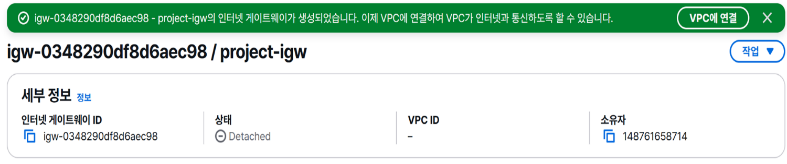 igw-0348290df8d6aec98 - project-igw의 인터넷 게이트웨이가 생성되었습니다. 이제 VPC에 연결하여 VPC가 인터넷과 통신하도록 할 수 있습니다. VPC에 연결
igw-0348290df8d6aec98 / project-igw 작업
세부 정보 정보
인터넷 게이트웨이 ID 상태 VPC ID 소유자
igw-0348290df8d6aec98 Detached – 148761658714